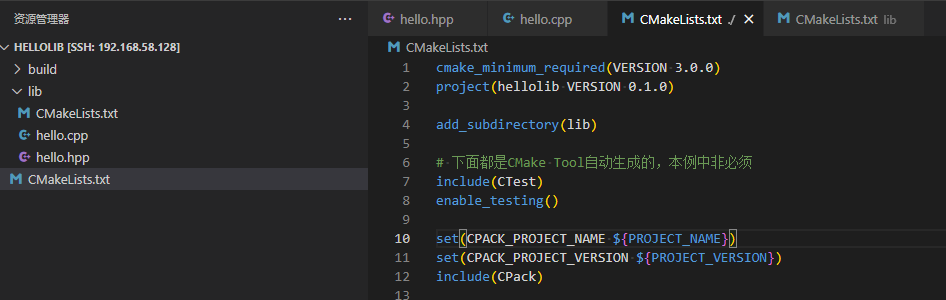 资源管理器 ···
HELLOLIB [SSH: 192.168.58.128]
build
lib
CMakeLists.txt
hello.cpp
hello.hpp
CMakeLists.txt
hello.hpp hello.cpp CMakeLists.txt ./ CMakeLists.txt lib
CMakeLists.txt
1 cmake_minimum_required(VERSION 3.0.0)
2 project(hellolib VERSION 0.1.0)
3
4 add_subdirectory(lib)
5
6 # 下面都是CMake Tool自动生成的，本例中非必须
7 include(CTest)
8 enable_testing()
9
10 set(CPACK_PROJECT_NAME ${PROJECT_NAME})
11 set(CPACK_PROJECT_VERSION ${PROJECT_VERSION})
12 include(CPack)
13